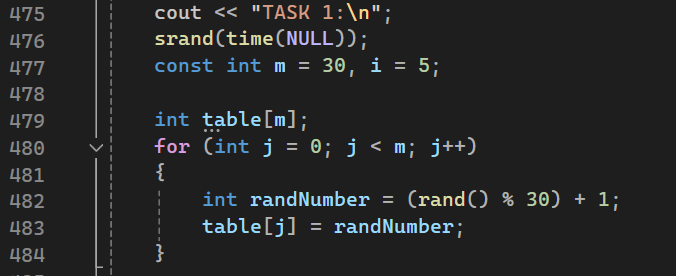 475 cout << "TASK 1:\n";
476 srand(time(NULL));
477 const int m = 30, i = 5;
478
479 int table[m];
480 for (int j = 0; j < m; j++)
481 {
482 int randNumber = (rand() % 30) + 1;
483 table[j] = randNumber;
484 }